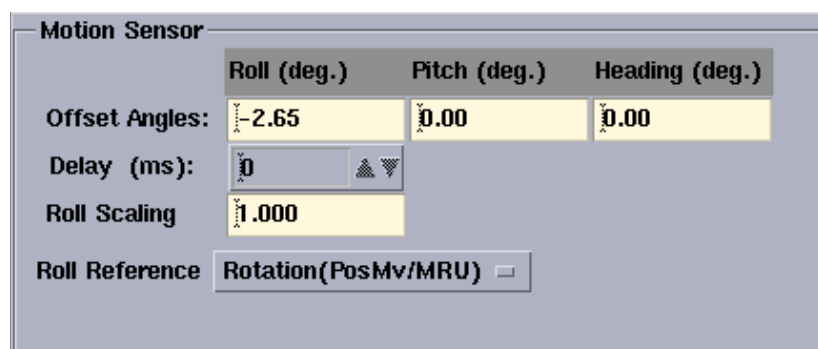 Motion Sensor
Roll (deg.) Pitch (deg.) Heading (deg.)
Offset Angles: -2.65 0.00 0.00
Delay (ms): 0
Roll Scaling 1.000
Roll Reference Rotation(PosMv/MRU)